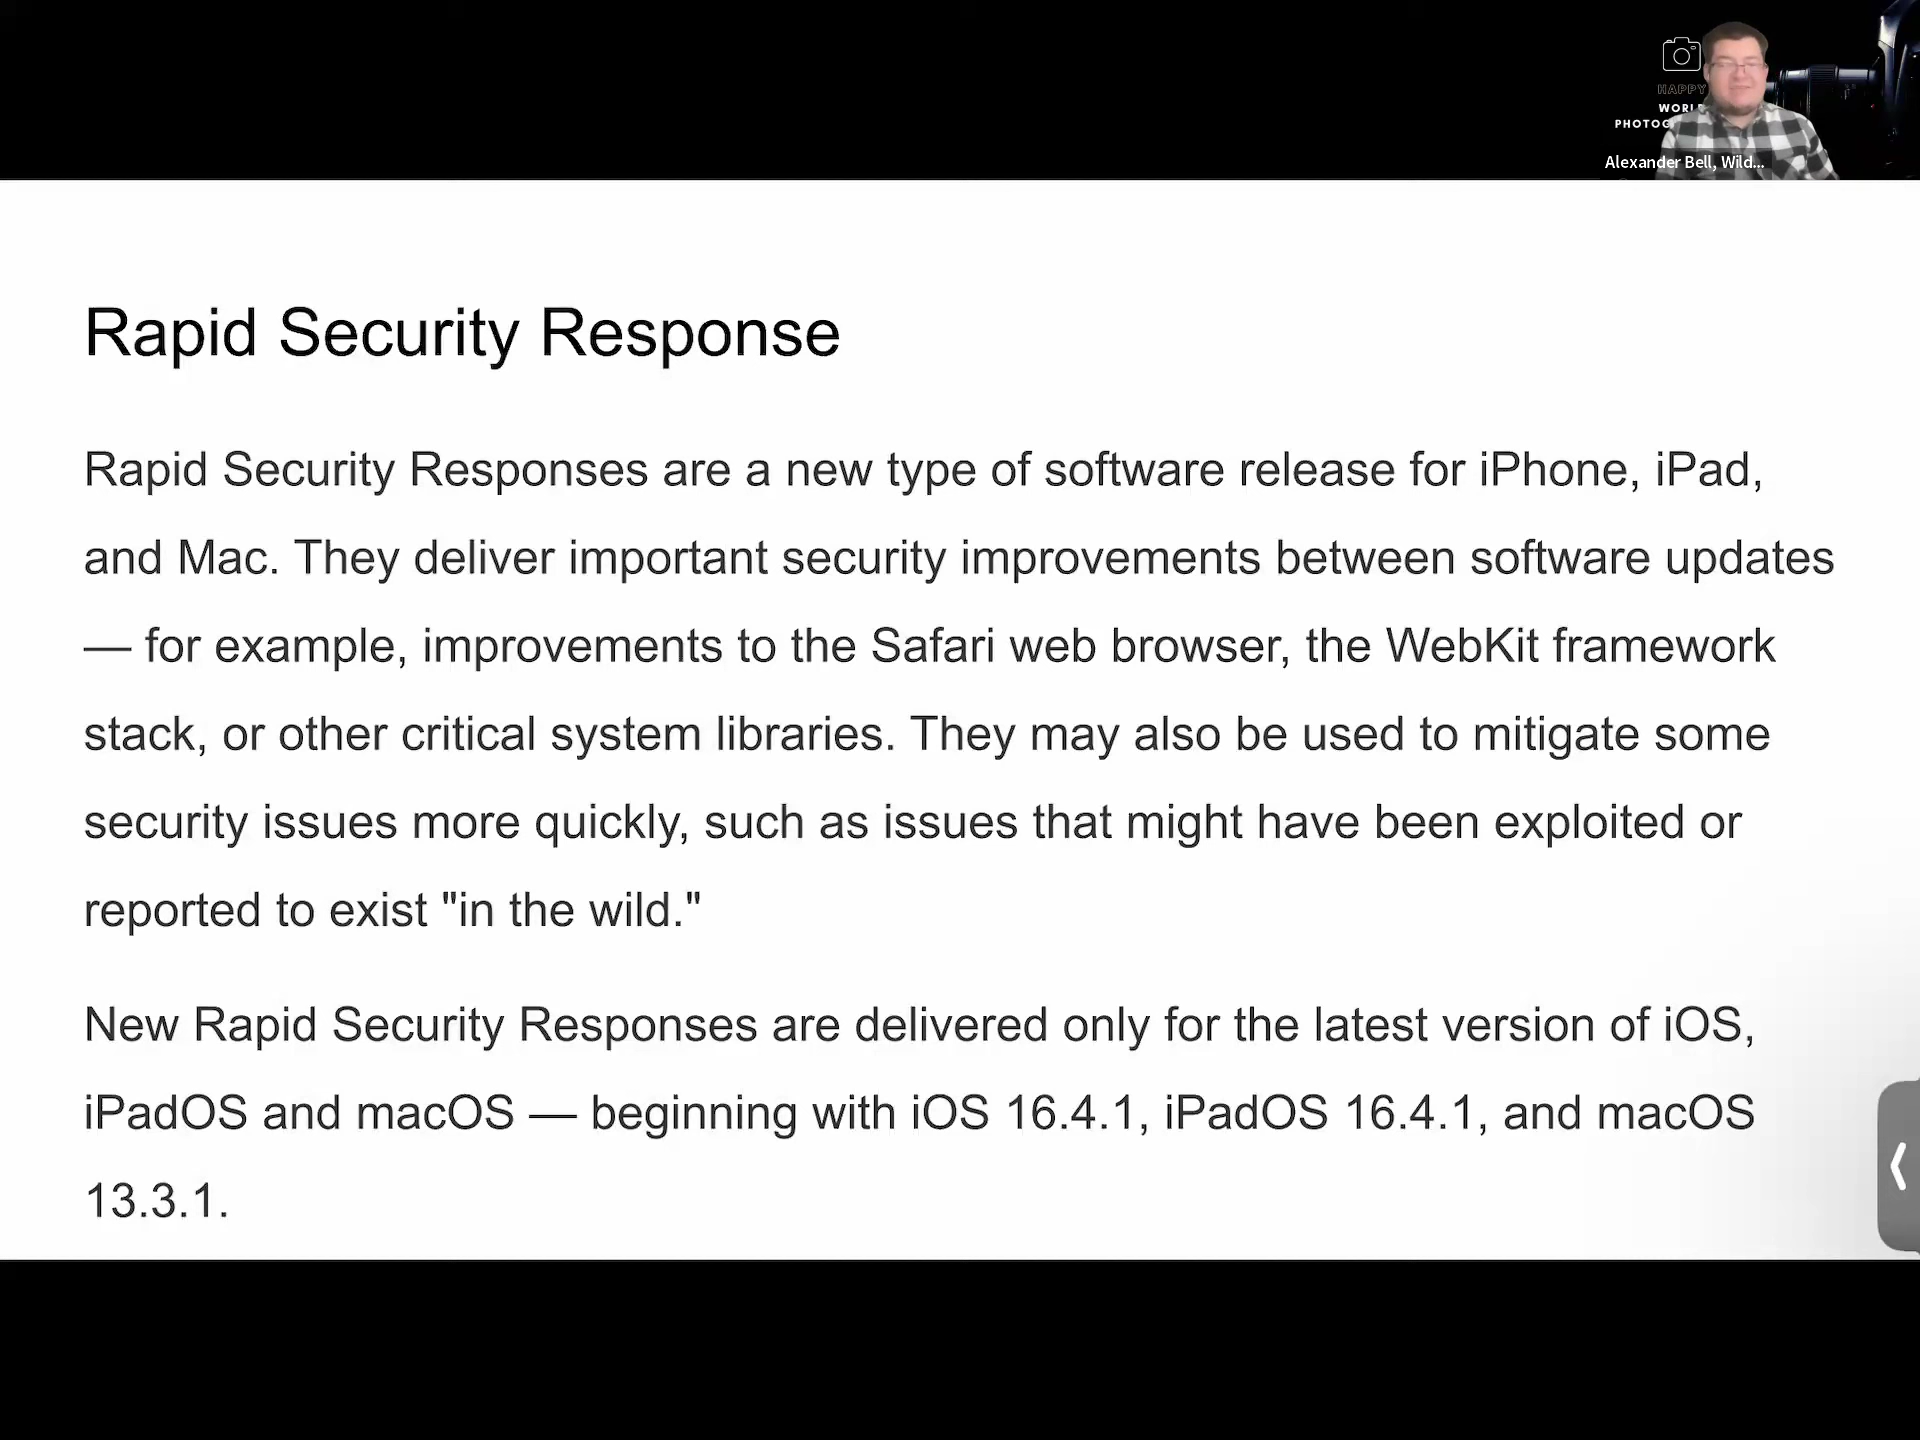 HAPPY
WORL
PHOTOG
Alexander Bell, Wild...
Rapid Security Response
Rapid Security Responses are a new type of software release for iPhone, iPad,
and Mac. They deliver important security improvements between software updates
— for example, improvements to the Safari web browser, the WebKit framework
stack, or other critical system libraries. They may also be used to mitigate some
security issues more quickly, such as issues that might have been exploited or
reported to exist "in the wild."
New Rapid Security Responses are delivered only for the latest version of iOS,
iPadOS and macOS — beginning with iOS 16.4.1, iPadOS 16.4.1, and macOS
13.3.1.